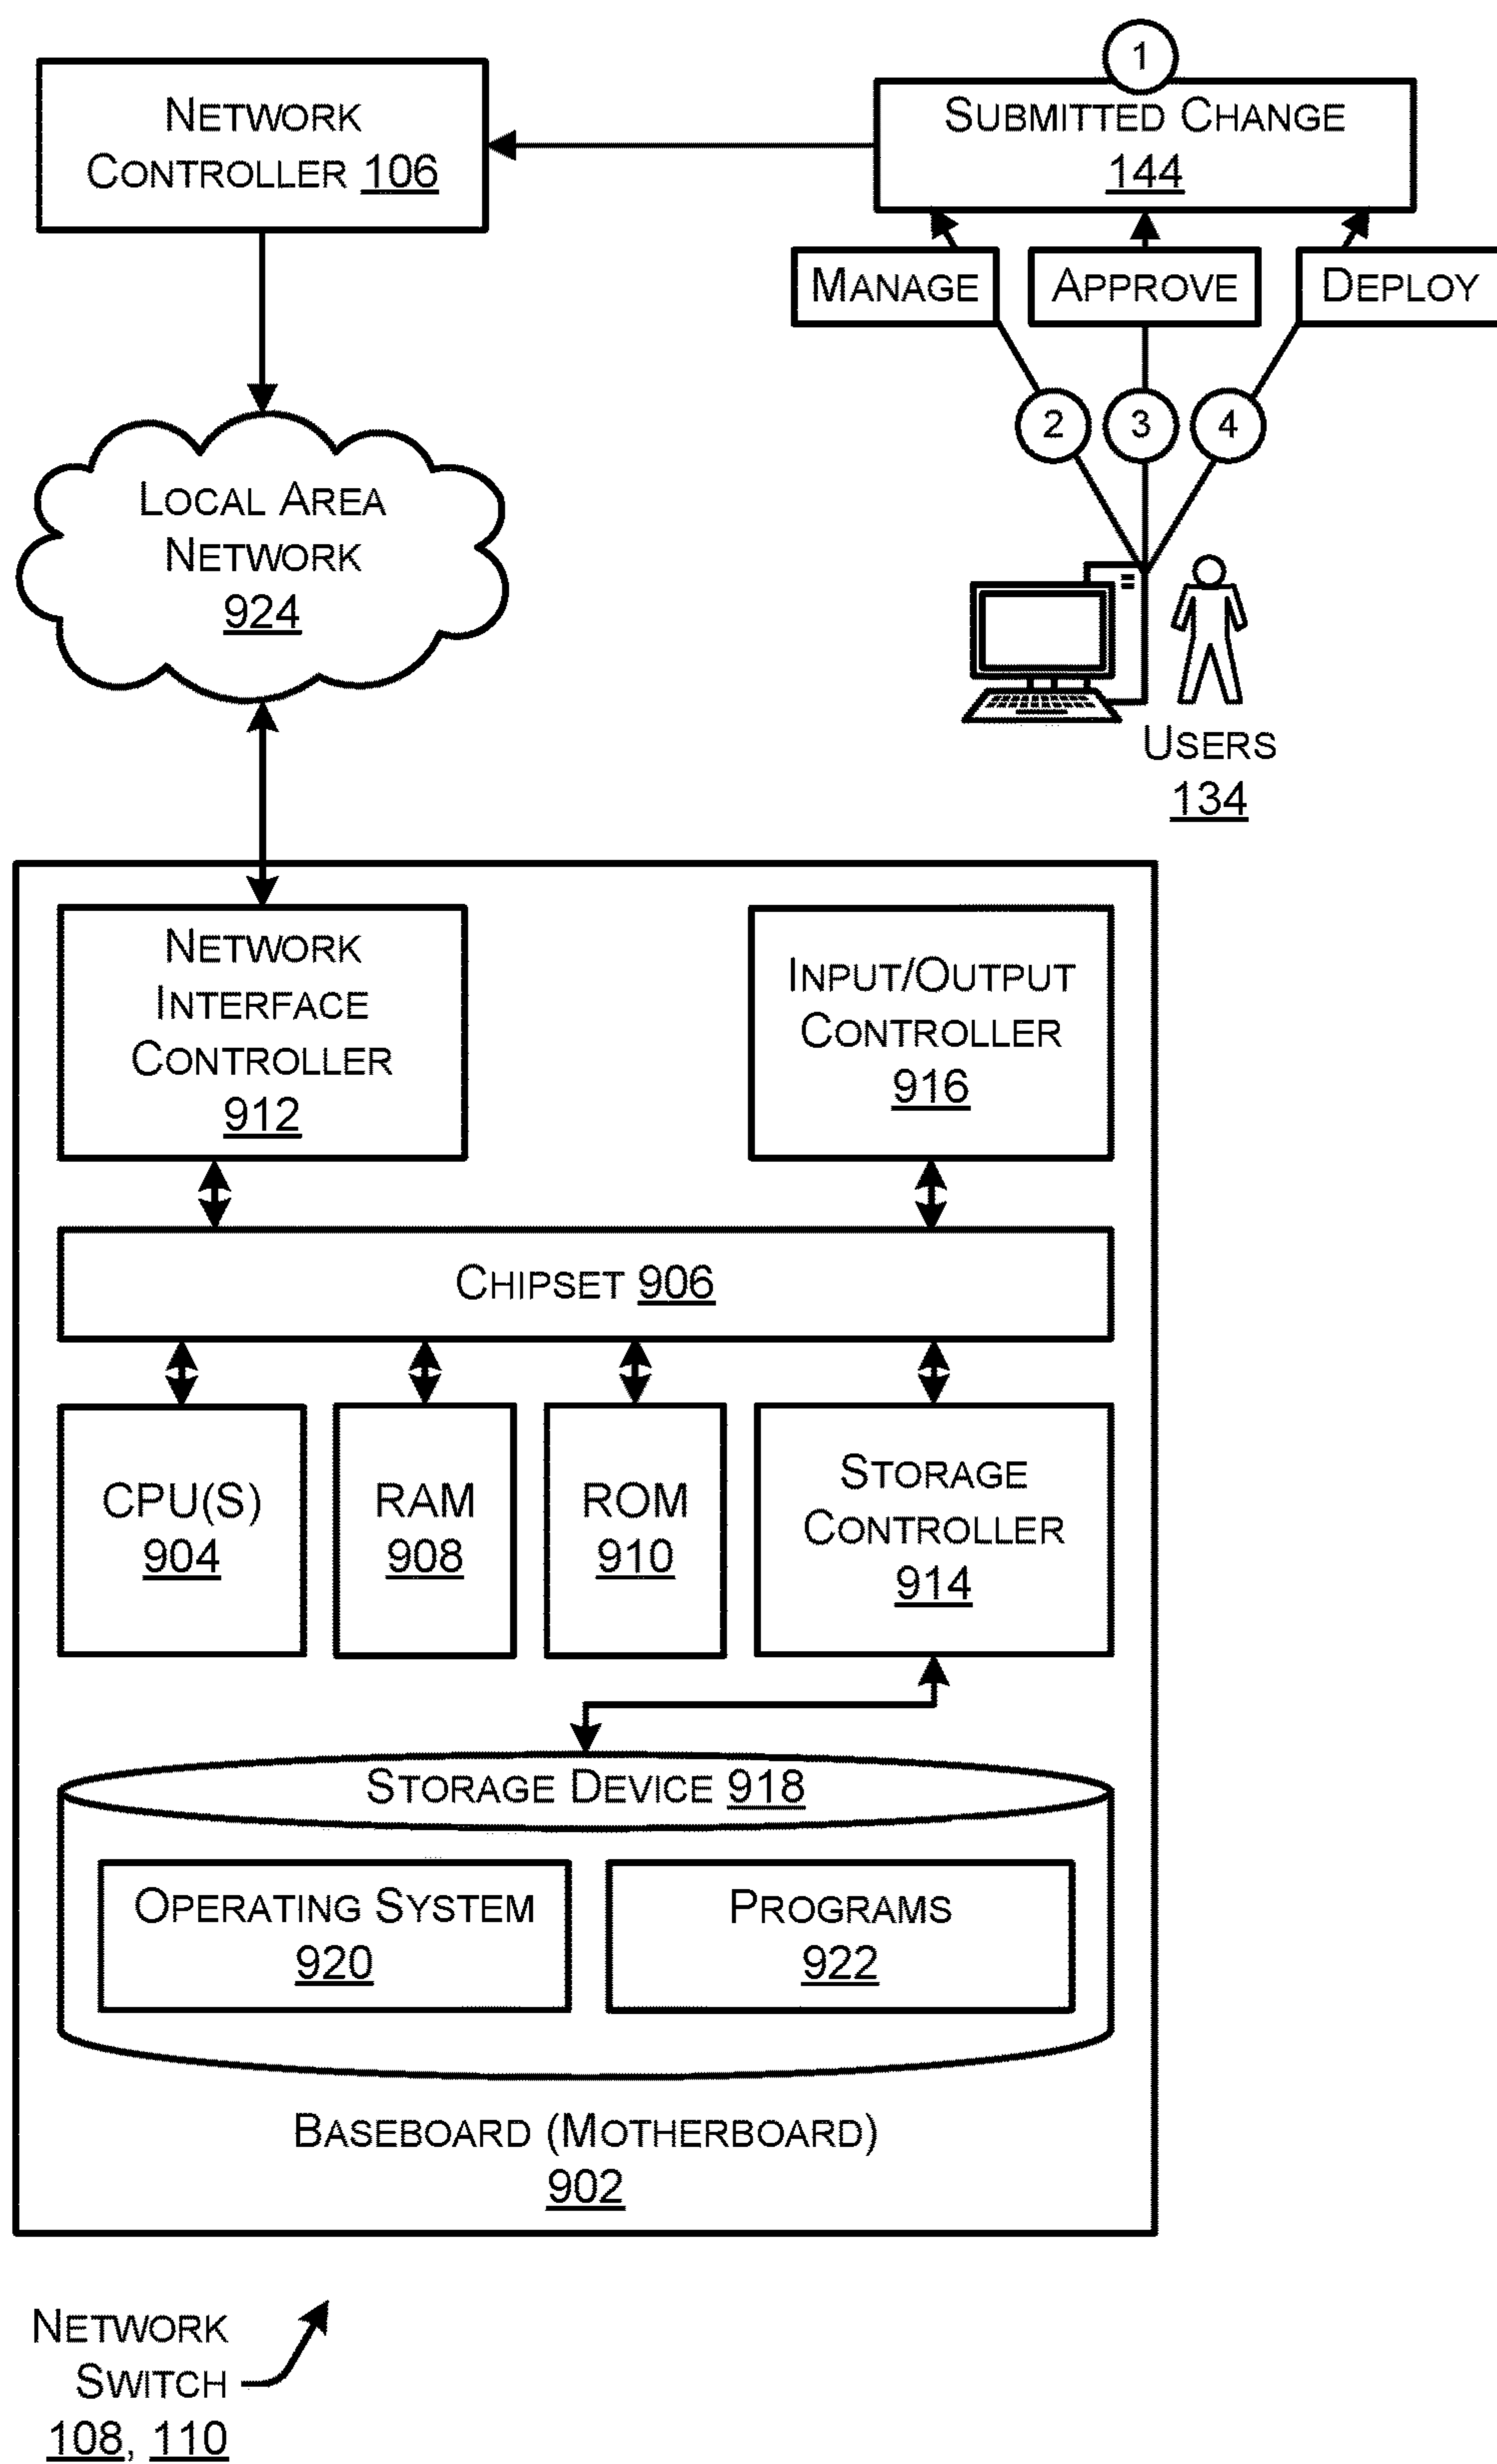 1
NETWORK
CONTROLLER 106
SUBMITTED CHANGE
144
MANAGE
APPROVE
DEPLOY
2
3
4
LOCAL AREA
NETWORK
924
USERS
134
NETWORK
INTERFACE
CONTROLLER
912
INPUT/OUTPUT
CONTROLLER
916
CHIPSET 906
CPU(S)
904
RAM
908
ROM
910
STORAGE
CONTROLLER
914
STORAGE DEVICE 918
OPERATING SYSTEM
920
PROGRAMS
922
BASEBOARD (MOTHERBOARD)
902
NETWORK
SWITCH
108, 110